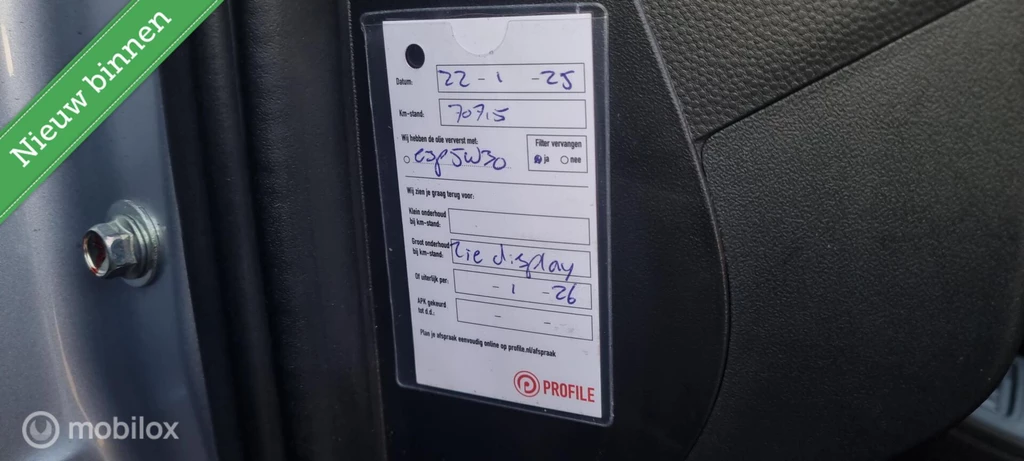 Nieuw binnen
Datum: 22 - 1 - 25
Km-stand: 70715
Wij hebben de olie ververst met:
Filter vervangen
ja nee
5W30
Wij zien je graag terug voor:
Klein onderhoud
bij km-stand:
Groot onderhoud
bij km-stand: Zie display
Of uiterlijk per: - 1 - 26
APK gekeurd
tot d.d.: - -
Plan je afspraak eenvoudig online op profile.nl/afspraak
PROFILE
mobilox